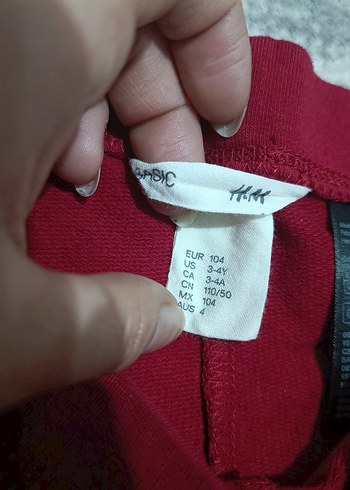 BASIC H&M
EUR 104
US 3-4Y
CA 3-4A
CN 110/50
MX 104
AUS 4